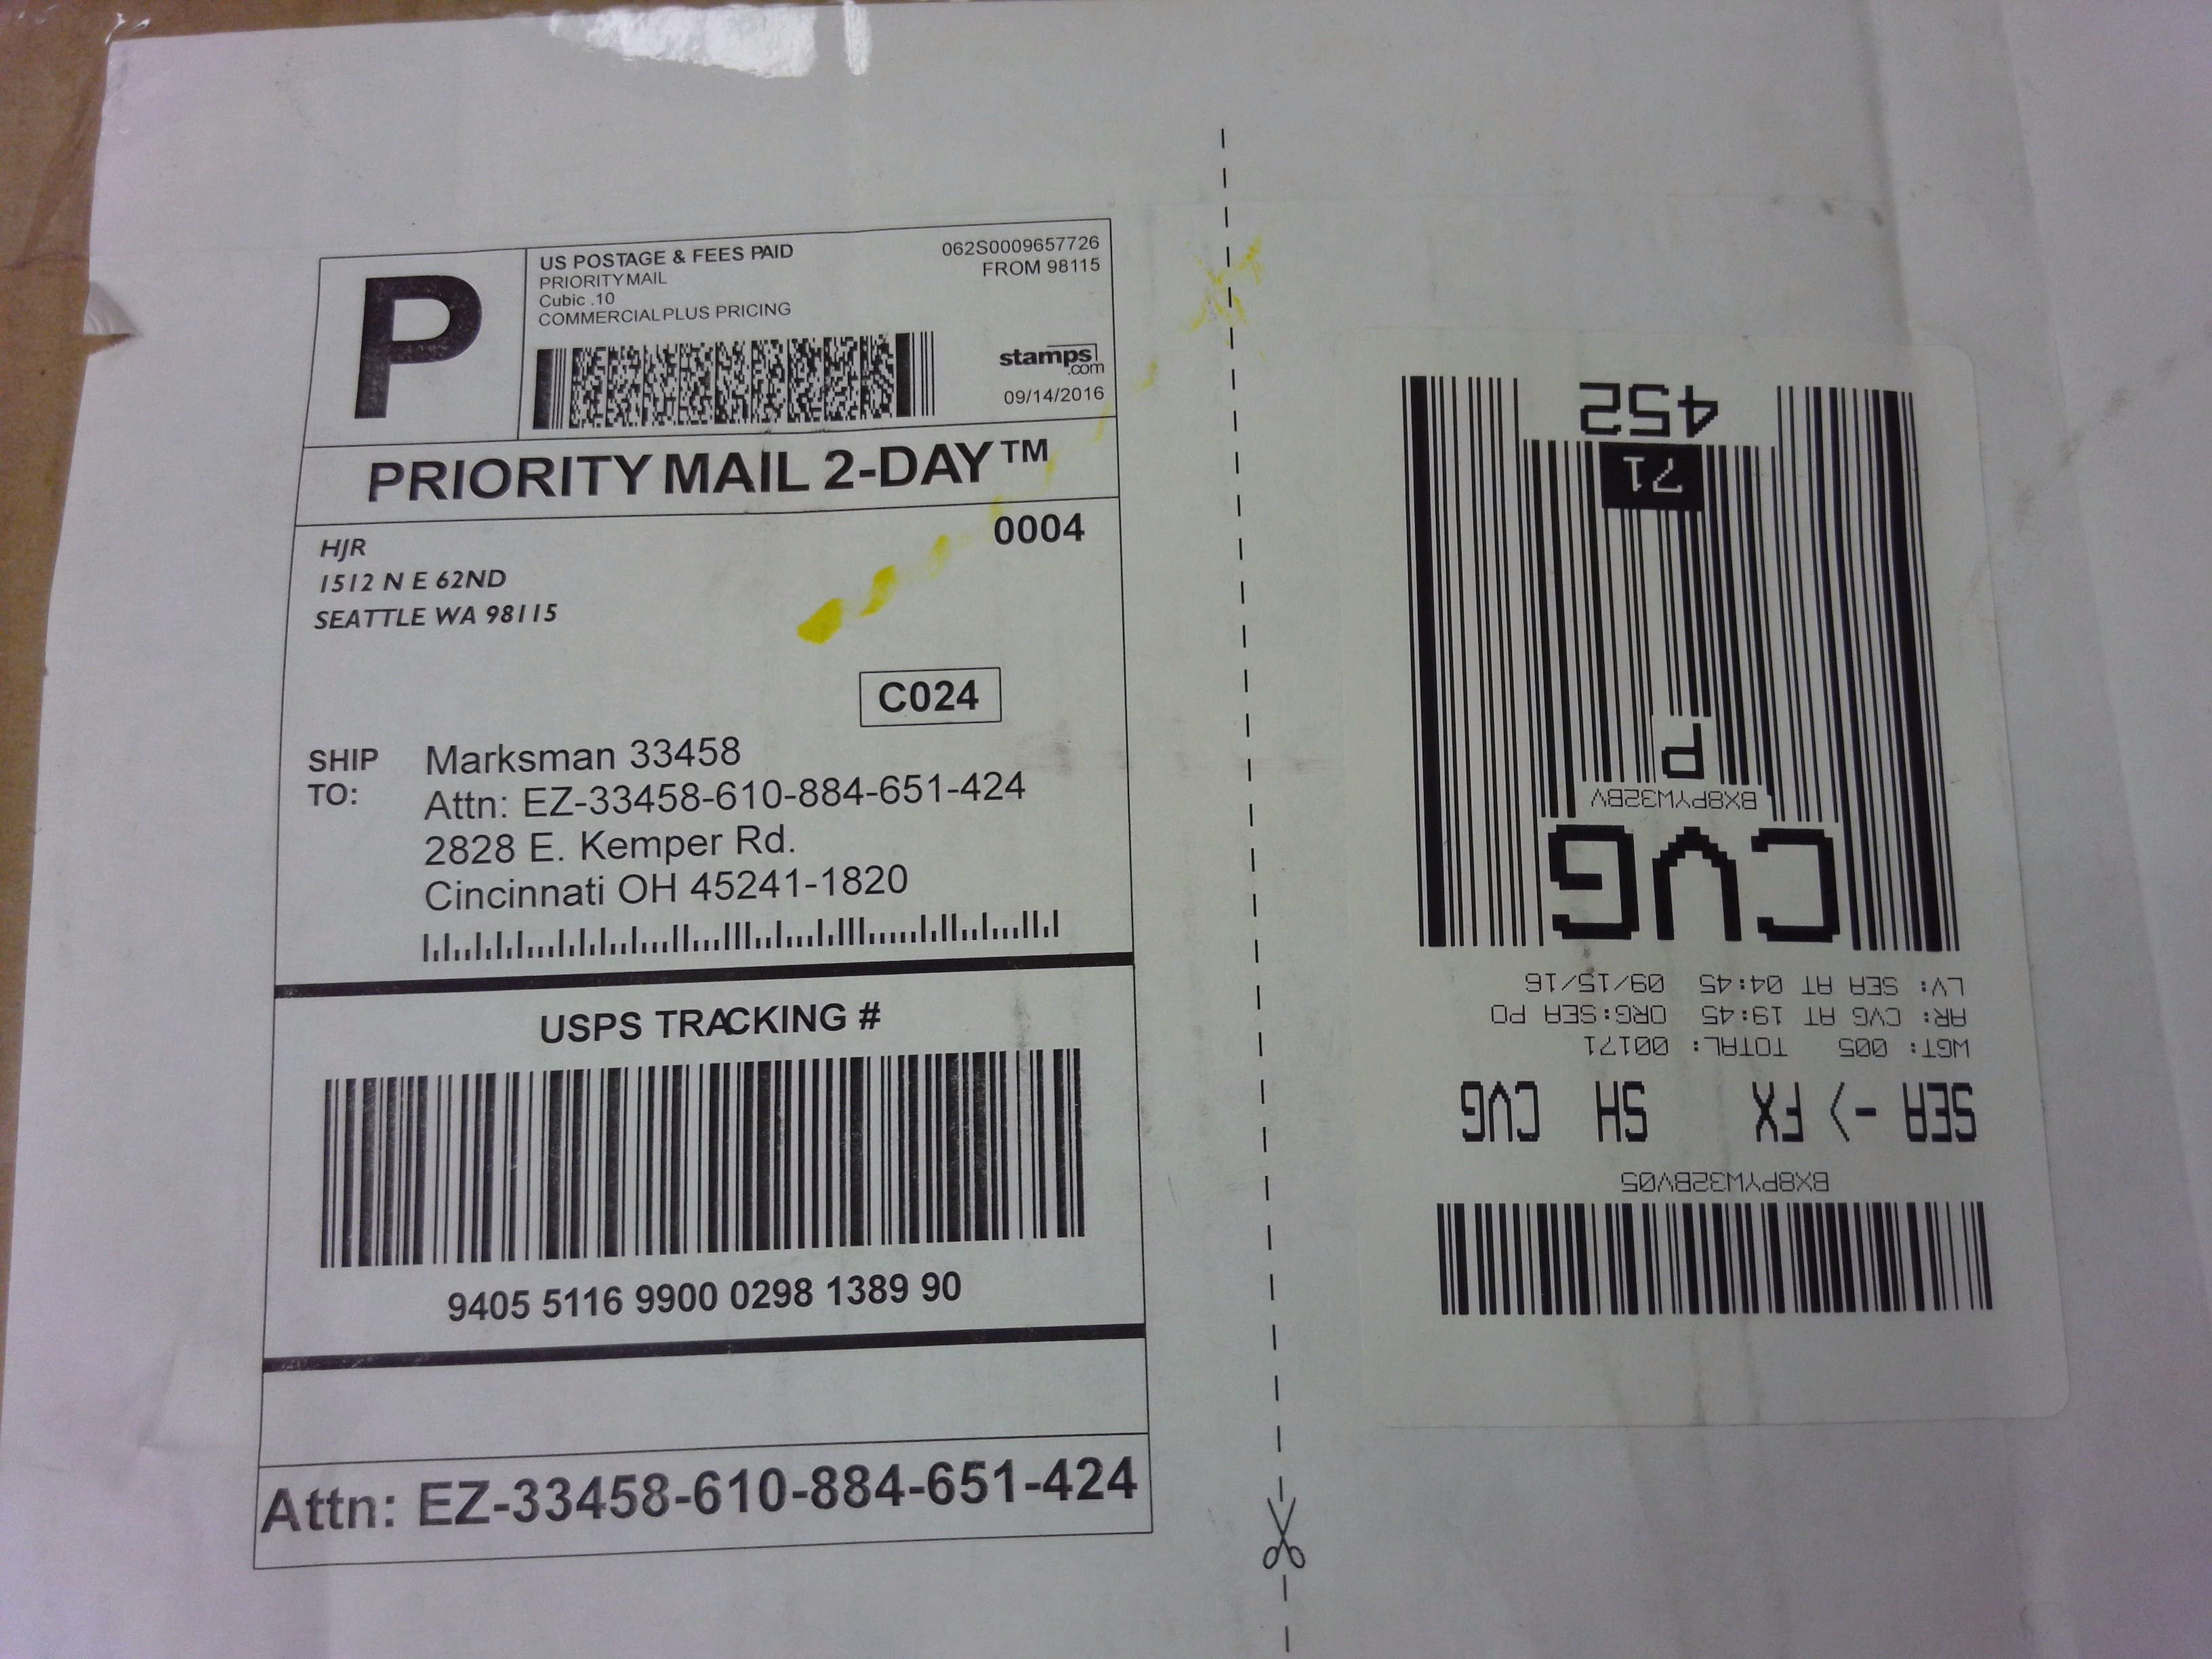 P
US POSTAGE & FEES PAID
PRIORITY MAIL
Cubic .10
COMMERCIAL PLUS PRICING
062S0009657726
FROM 98115
stamps
.com
09/14/2016
PRIORITY MAIL 2-DAY™
0004
HJR
1512 N E 62ND
SEATTLE WA 98115
C024
SHIP TO:
Marksman 33458
Attn: EZ-33458-610-884-651-424
2828 E. Kemper Rd.
Cincinnati OH 45241-1820
USPS TRACKING #
9405 5116 9900 0298 1389 90
Attn: EZ-33458-610-884-651-424
BX8PYW32BV05
SEA -> FX SH CVG
WGT: 005 TOTAL: 00171
AR: CVG AT 19:45 ORG:SEA PO
LV: SEA AT 04:45 09/15/16
CVG
BX8PYW32BV
P
71
452